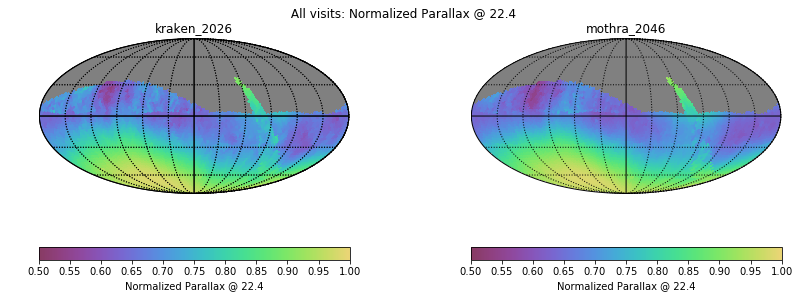 All visits: Normalized Parallax @ 22.4
kraken_2026
mothra_2046
0.50 0.55 0.60 0.65 0.70 0.75 0.80 0.85 0.90 0.95 1.00
Normalized Parallax @ 22.4
0.50 0.55 0.60 0.65 0.70 0.75 0.80 0.85 0.90 0.95 1.00
Normalized Parallax @ 22.4